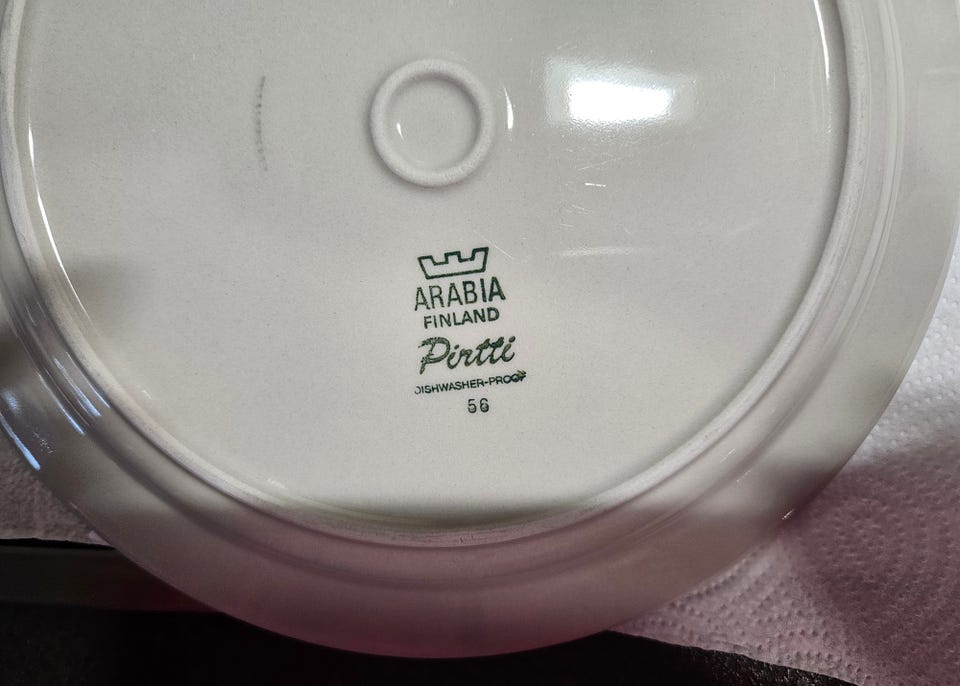 ARABIA
FINLAND
Pirtti
DISHWASHER-PROOF
56